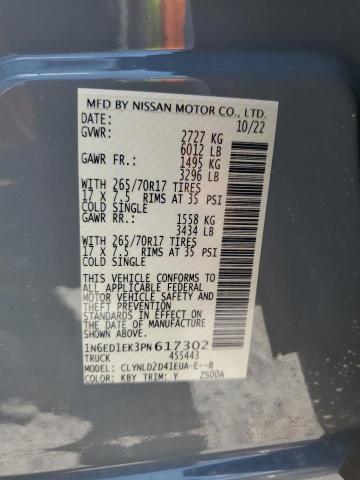 MFD BY NISSAN MOTOR CO., LTD.
DATE: 10/22
GVWR: 2727 KG
6012 LB
GAWR FR.: 1495 KG
3296 LB
WITH 265/70R17 TIRES
17 X 7.5 RIMS AT 35 PSI
COLD SINGLE
GAWR RR.: 1558 KG
3434 LB
WITH 265/70R17 TIRES
17 X 7.5 RIMS AT 35 PSI
COLD SINGLE
THIS VEHICLE CONFORMS TO
ALL APPLICABLE FEDERAL
MOTOR VEHICLE SAFETY
AND THEFT PREVENTION
STANDARDS IN EFFECT ON
THE DATE OF MANUFACTURE
SHOWN ABOVE.
1N6ED1EK3PN617302
TRUCK 455443
MODEL: CLYNLD2D41EUA-E--B
COLOR: KBY TRIM: Y ZS00A